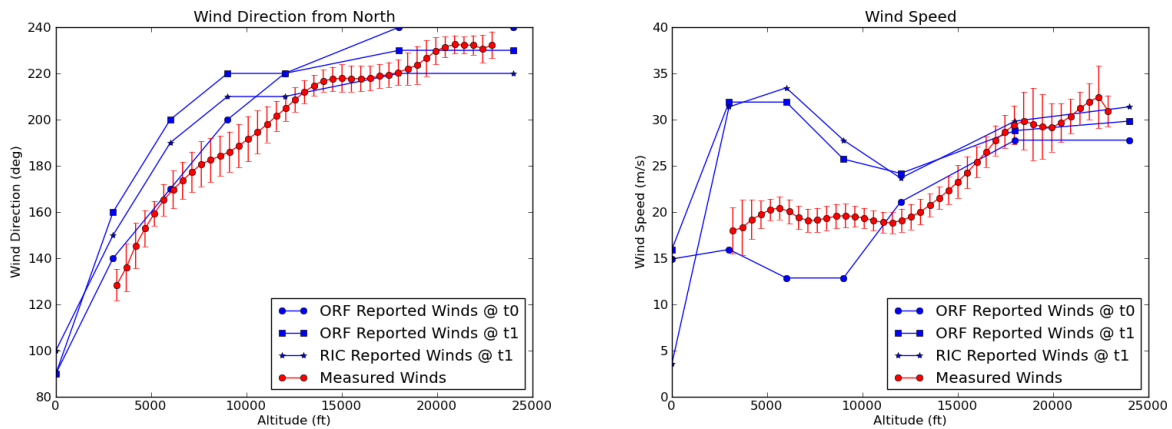 Wind Direction from North
240
220
200
180
160
140
120
100
80
Wind Direction (deg)
ORF Reported Winds @ t0
ORF Reported Winds @ t1
RIC Reported Winds @ t1
Measured Winds
0 5000 10000 15000 20000 25000
Altitude (ft)
Wind Speed
40
35
30
25
20
15
10
5
0
Wind Speed (m/s)
ORF Reported Winds @ t0
ORF Reported Winds @ t1
RIC Reported Winds @ t1
Measured Winds
0 5000 10000 15000 20000 25000
Altitude (ft)